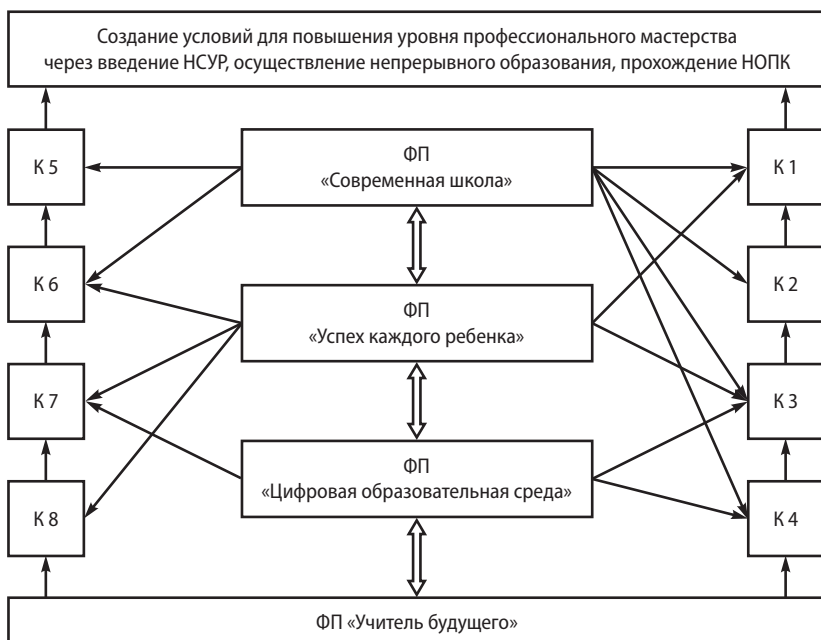 Создание условий для повышения уровня профессионального мастерства
через введение НСУР, осуществление непрерывного образования, прохождение НОПК
К 5
ФП
«Современная школа»
К 1
К 6
ФП
«Успех каждого ребенка»
К 2
К 7
ФП
«Цифровая образовательная среда»
К 3
К 8
К 4
ФП «Учитель будущего»